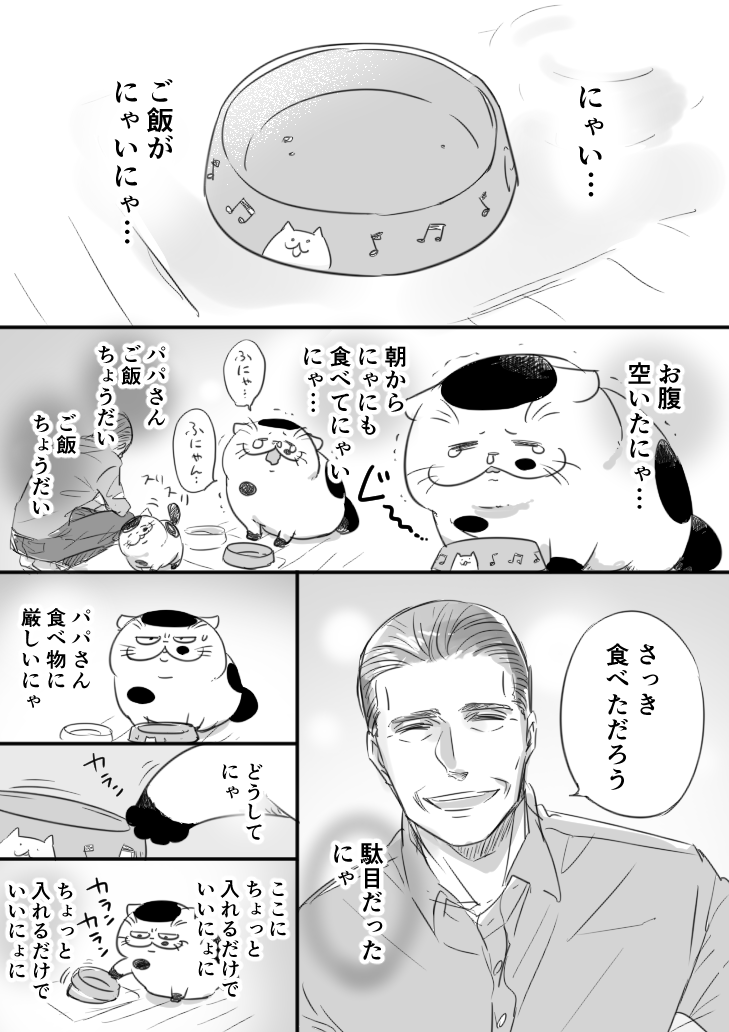 にゃい…
ご飯が
にゃいにゃ…
お腹
空いたにゃ…
朝から
にゃにも
食べてにゃい
にゃ…
ぐ〜
ふにゃ…
ふにゃん…
パパさん
ご飯
ちょうだい
ご飯
ちょうだい
ズズ
ズリ
さっき
食べただろう
駄目だった
にゃ
パパさん
食べ物に
厳しいにゃ
どうして
にゃ
カラン
ここに
ちょっと
入れるだけで
いいにょに
ちょっと
入れるだけで
いいにょに
カラン
カラン